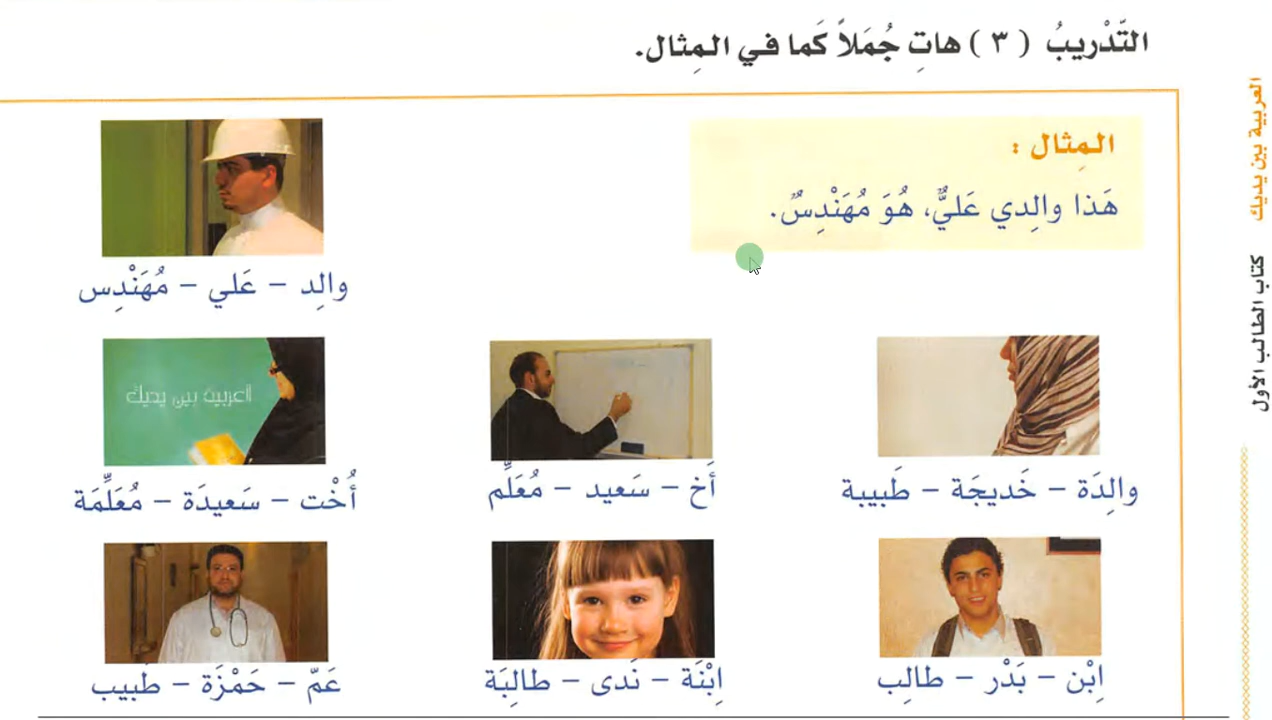 التّدْريبُ ( ٣ ) هاتِ جُمَلاً كَما في المِثال.
المِثال :
هَذا والِدي عَليٌّ، هُوَ مُهَنْدِسٌ.
والِد – عَلي – مُهَنْدِس
والِدَة – خَديجَة – طَبيبة
أَخ – سَعيد – مُعَلِّم
العربية بين يديك
أُخْت – سَعيدَة – مُعَلِّمَة
اِبْن – بَدْر – طالِب
اِبْنَة – نَدى – طالِبَة
عَمّ – حَمْزَة – طَبيب
العربية بين يديك
كتاب الطالب الأول